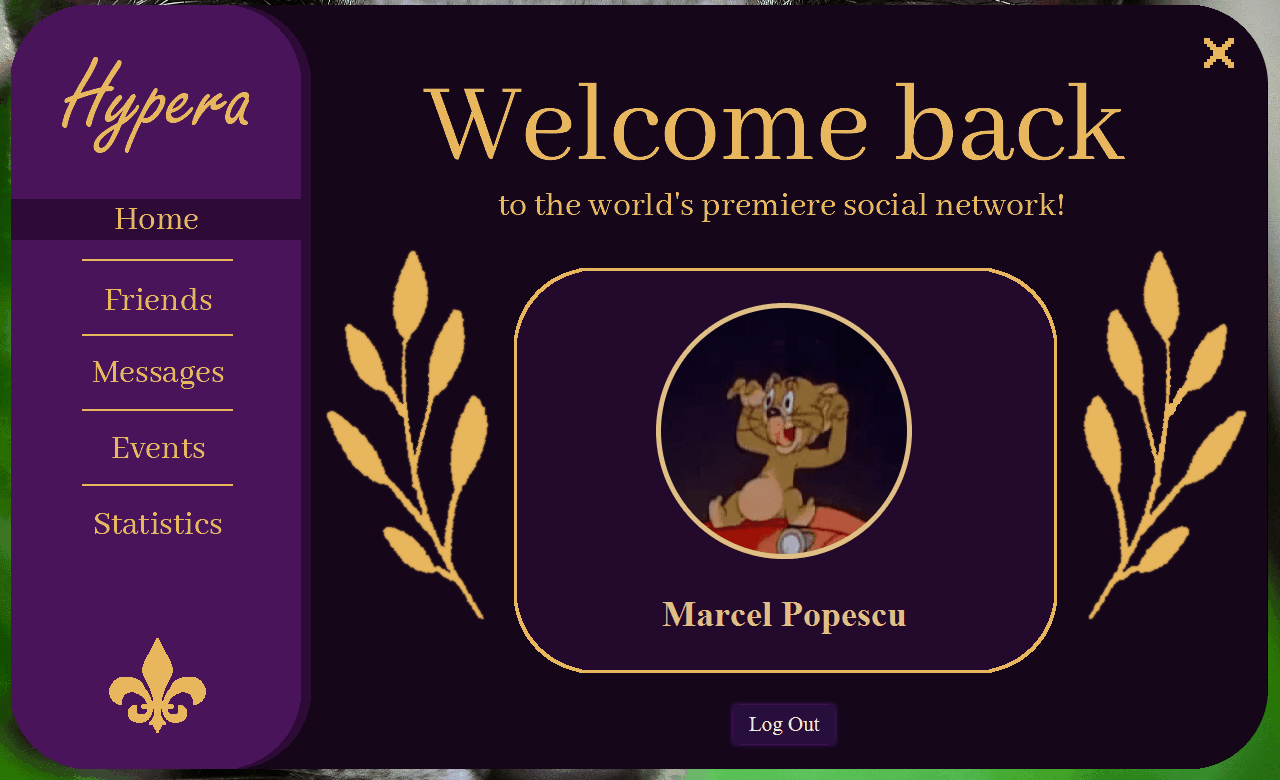 Hypera
Home
Friends
Messages
Events
Statistics
Welcome back
to the world's premiere social network!
Marcel Popescu
Log Out